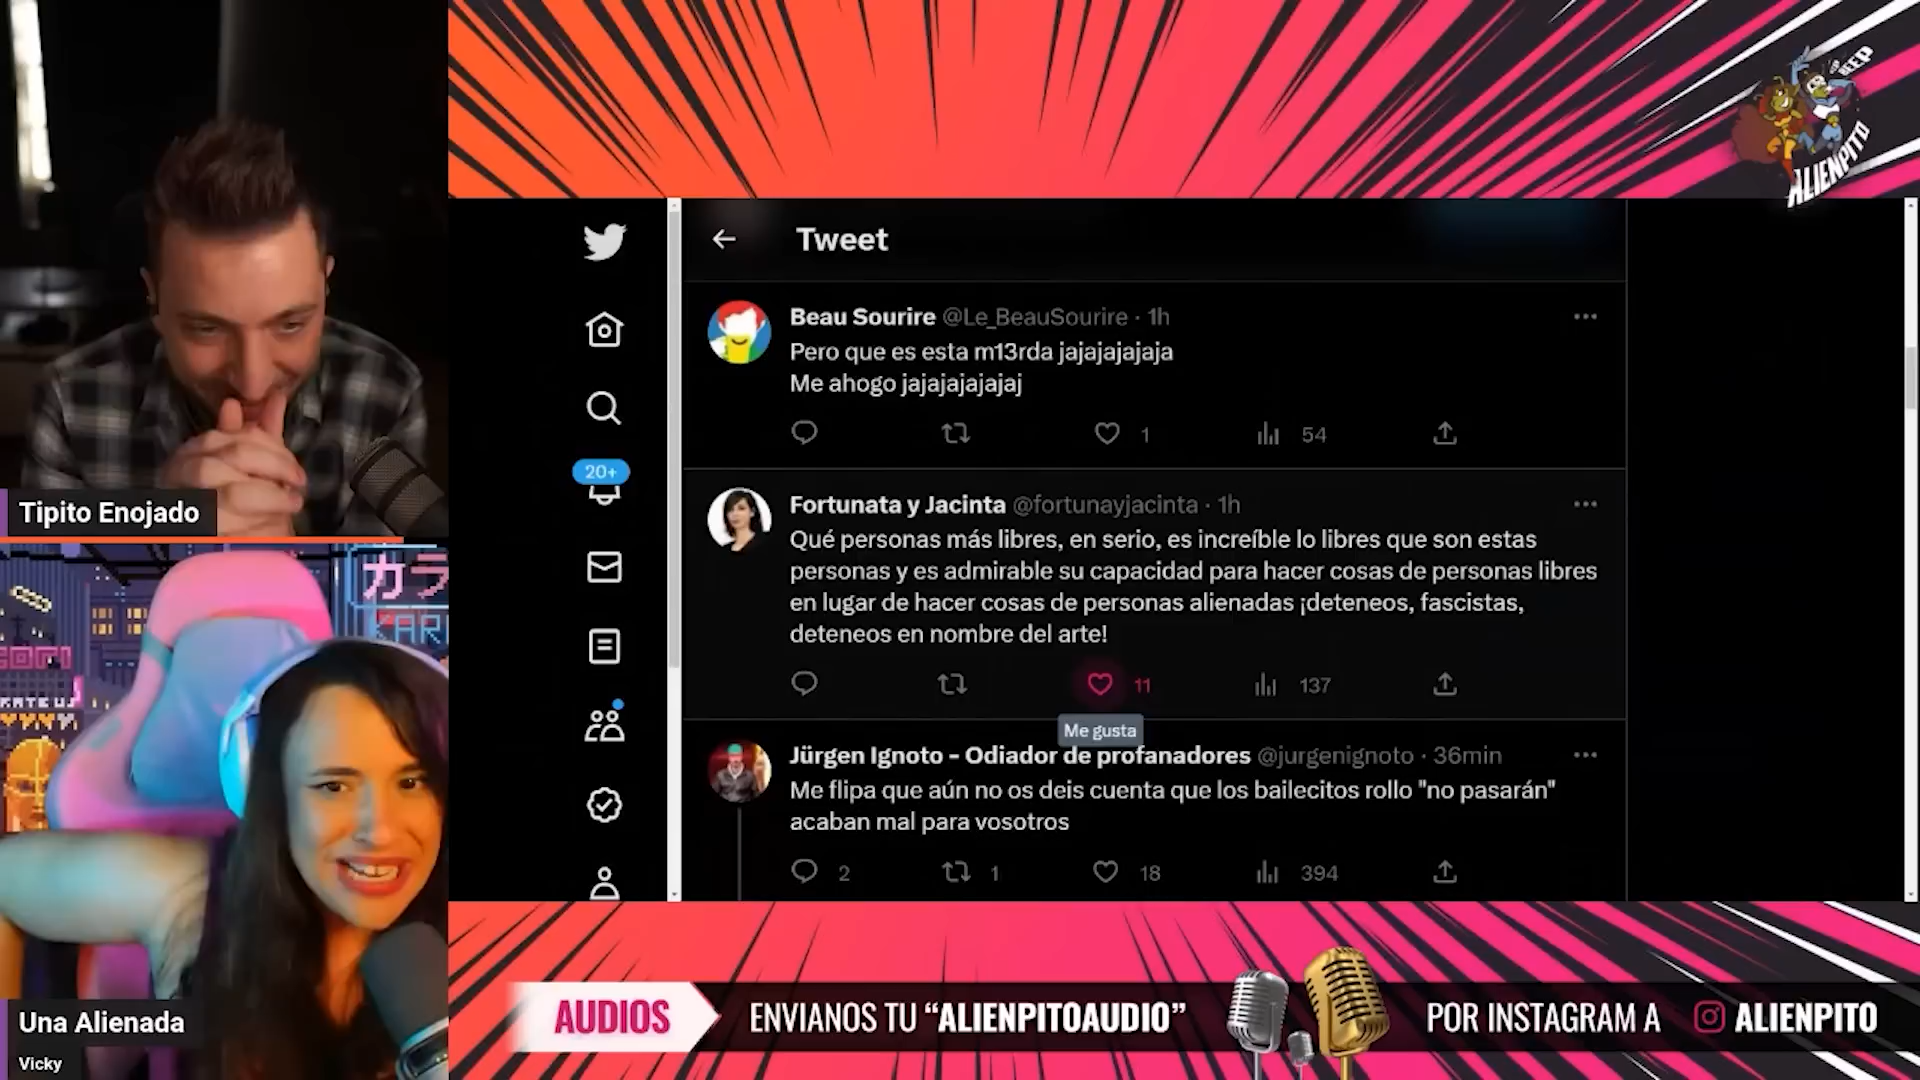 BEEP
ALIENPITO
Tweet
Beau Sourire @Le_BeauSourire · 1h
Pero que es esta m13rda jajajajajaja
Me ahogo jajajajajajaj
1
54
20+
Fortunata y Jacinta @fortunayjacinta · 1h
Qué personas más libres, en serio, es increíble lo libres que son estas
personas y es admirable su capacidad para hacer cosas de personas libres
en lugar de hacer cosas de personas alienadas ¡deteneos, fascistas,
deteneos en nombre del arte!
11
137
Me gusta
Jürgen Ignoto - Odiador de profanadores @jurgenignoto · 36min
Me flipa que aún no os deis cuenta que los bailecitos rollo "no pasarán"
acaban mal para vosotros
2
1
18
394
Tipito Enojado
カラ
KAR
Una Alienada
Vicky
AUDIOS
ENVIANOS TU “ALIENPITOAUDIO”
POR INSTAGRAM A
ALIENPITO